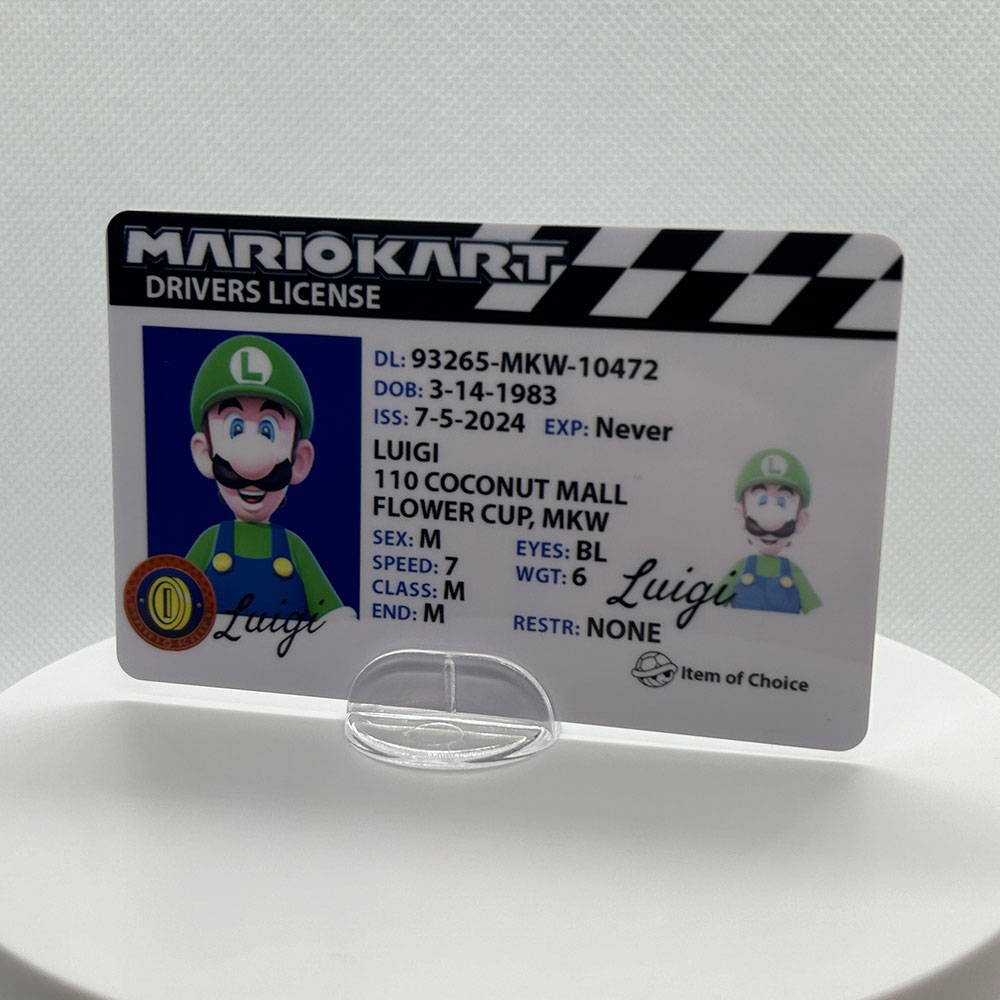 MARIOKART
DRIVERS LICENSE
L
DL: 93265-MKW-10472
DOB: 3-14-1983
ISS: 7-5-2024 EXP: Never
LUIGI
110 COCONUT MALL
FLOWER CUP, MKW
SEX: M EYES: BL
SPEED: 7 WGT: 6
CLASS: M
END: M RESTR: NONE
L
Luigi
Luigi
Item of Choice